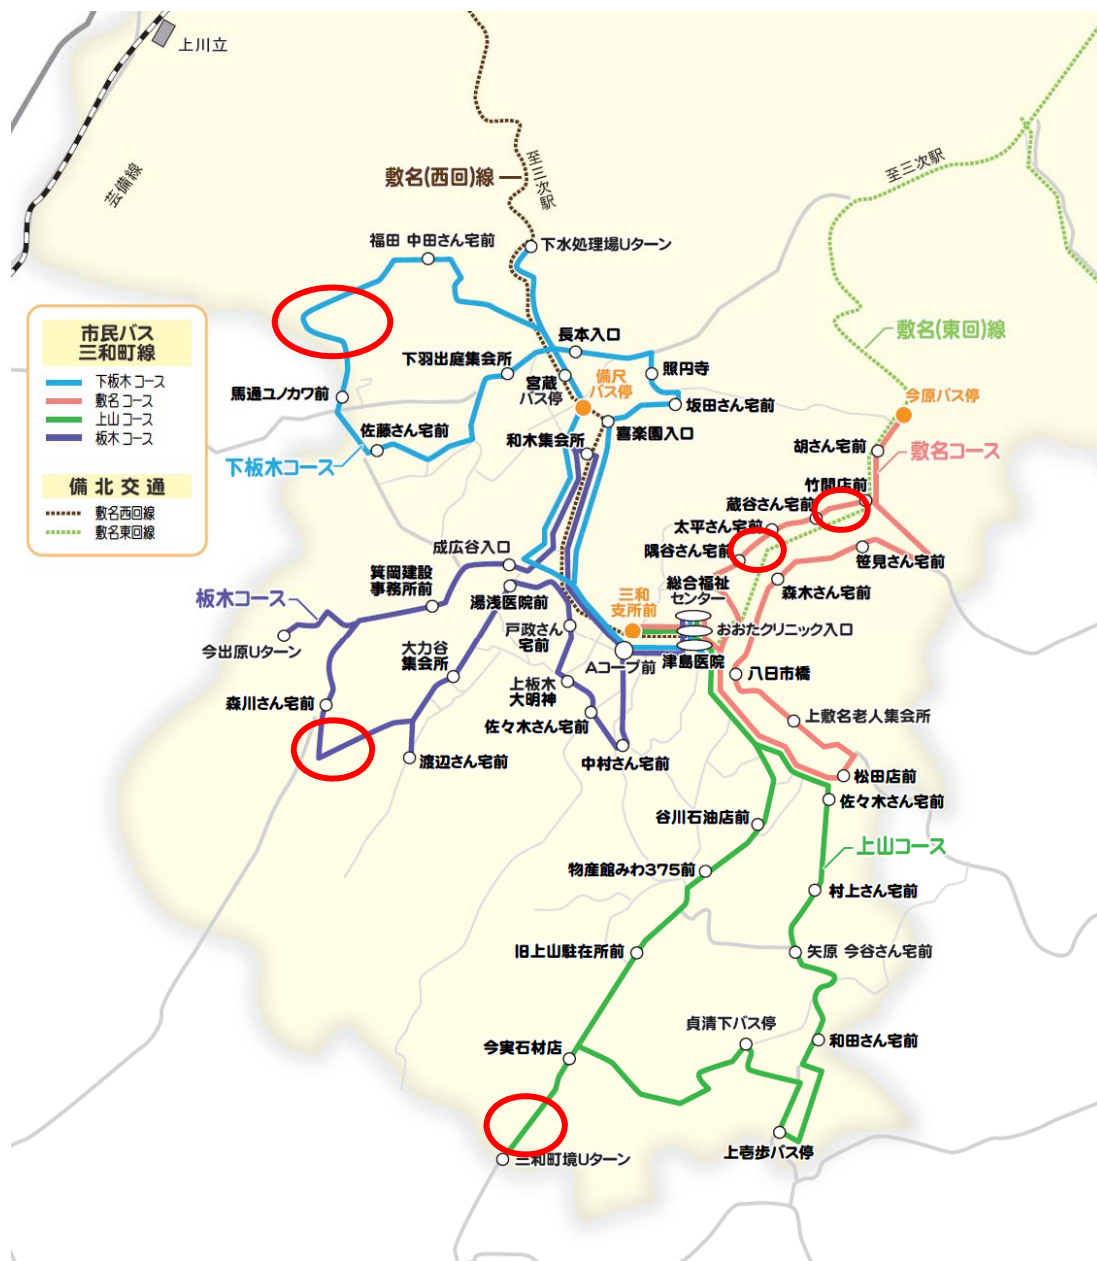 上川立
芸備線
敷名(西回)線
至三次駅
至三次駅
福田 中田さん宅前
下水処理場Uターン
市民バス
三和町線
下板木 コース
敷名 コース
上山 コース
板木 コース
備北交通
敷名西回線
敷名東回線
敷名(東回)線
長本入口
下羽出庭集会所
照円寺
宮蔵
バス停
備尺
バス停
馬通ユノカワ前
坂田さん宅前
今原バス停
佐藤さん宅前
喜楽園入口
和木集会所
胡さん宅前
敷名コース
下板木コース
竹間店前
蔵谷さん宅前
太平さん宅前
隅谷さん宅前
笹見さん宅前
成広谷入口
箕岡建設
事務所前
湯浅医院前
総合福祉
センター
森木さん宅前
板木コース
三和
支所前
戸政さん
宅前
おおたクリニック入口
今出原Uターン
大力谷
集会所
Aコープ前
津島医院
八日市橋
上板木
大明神
森川さん宅前
上敷名老人集会所
佐々木さん宅前
渡辺さん宅前
中村さん宅前
松田店前
佐々木さん宅前
谷川石油店前
上山コース
物産館みわ375前
村上さん宅前
旧上山駐在所前
矢原 今谷さん宅前
貞清下バス停
和田さん宅前
今実石材店
上壱歩バス停
三和町境Uターン